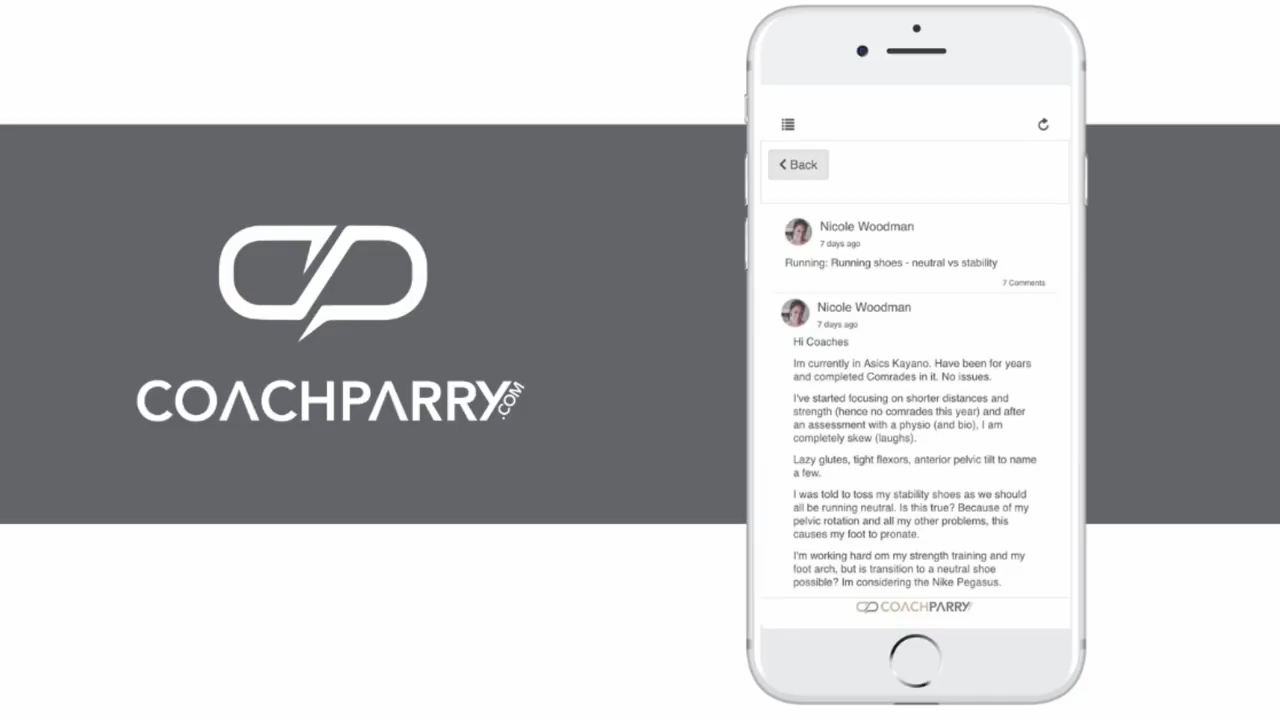 COACHPARRY.COM
Back
Nicole Woodman
7 days ago
Running: Running shoes - neutral vs stability
7 Comments
Nicole Woodman
7 days ago
Hi Coaches
Im currently in Asics Kayano. Have been for years
and completed Comrades in it. No issues.
I've started focusing on shorter distances and
strength (hence no comrades this year) and after
an assessment with a physio (and bio), I am
completely skew (laughs).
Lazy glutes, tight flexors, anterior pelvic tilt to name
a few.
I was told to toss my stability shoes as we should
all be running neutral. Is this true? Because of my
pelvic rotation and all my other problems, this
causes my foot to pronate.
I'm working hard om my strength training and my
foot arch, but is transition to a neutral shoe
possible? Im considering the Nike Pegasus.
COACHPARRY